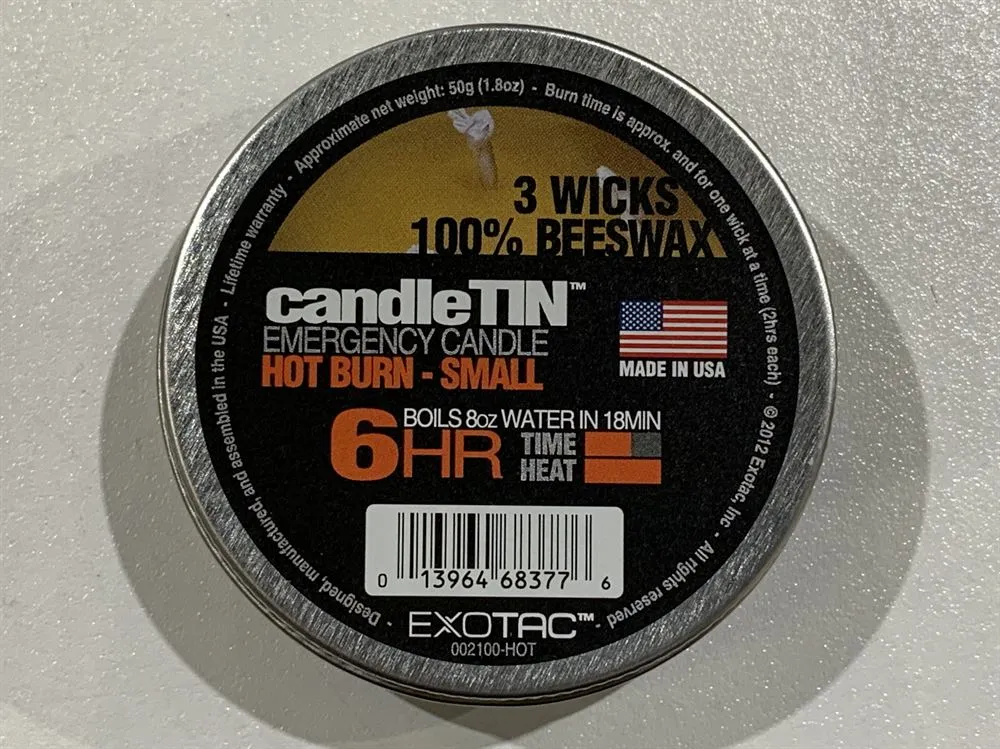 Designed, manufactured, and assembled in the USA - Lifetime warranty - Approximate net weight: 50g (1.8oz) - Burn time is approx. and for one wick at a time (2hrs each) - © 2012 Exotac, Inc - All rights reserved -
3 WICKS
100% BEESWAX
candleTIN™
EMERGENCY CANDLE
HOT BURN - SMALL
MADE IN USA
6HR
BOILS 8oz WATER IN 18MIN
TIME
HEAT
0 13964 68377 6
EXOTAC™
002100-HOT